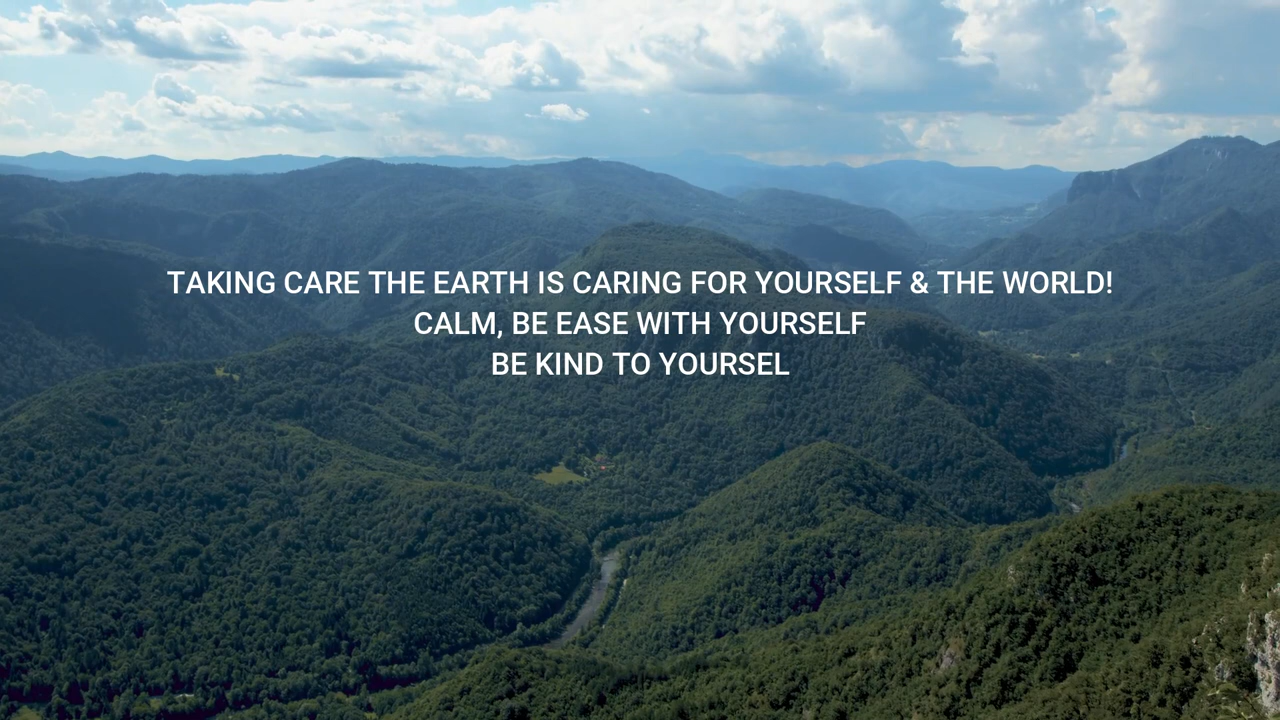 TAKING CARE THE EARTH IS CARING FOR YOURSELF & THE WORLD!
CALM, BE EASE WITH YOURSELF
BE KIND TO YOURSEL